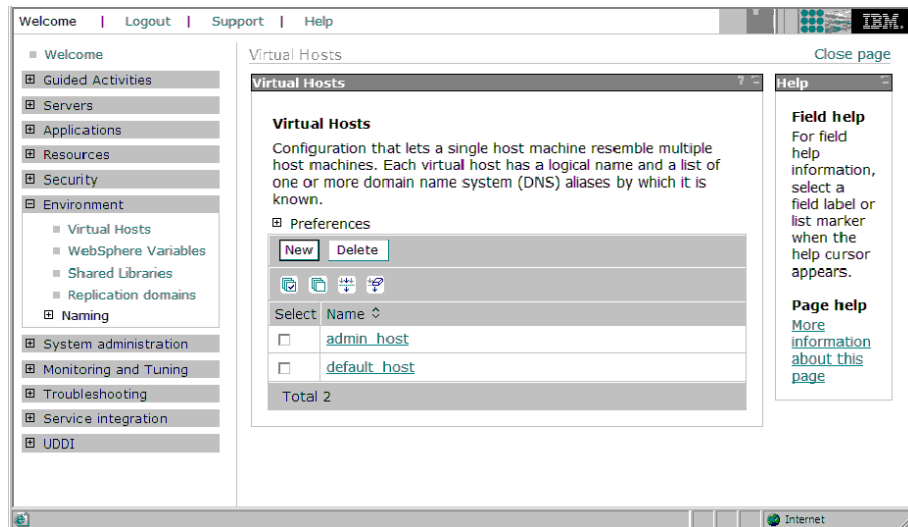 Welcome | Logout | Support | Help
IBM.
Welcome
Guided Activities
Servers
Applications
Resources
Security
Environment
Virtual Hosts
WebSphere Variables
Shared Libraries
Replication domains
Naming
System administration
Monitoring and Tuning
Troubleshooting
Service integration
UDDI
Virtual Hosts
Close page
Virtual Hosts ? -
Virtual Hosts
Configuration that lets a single host machine resemble multiple
host machines. Each virtual host has a logical name and a list of
one or more domain name system (DNS) aliases by which it is
known.
Preferences
New Delete
Select Name
admin_host
default_host
Total 2
Help
Field help
For field
help
information,
select a
field label or
list marker
when the
help cursor
appears.
Page help
More
information
about this
page
Internet